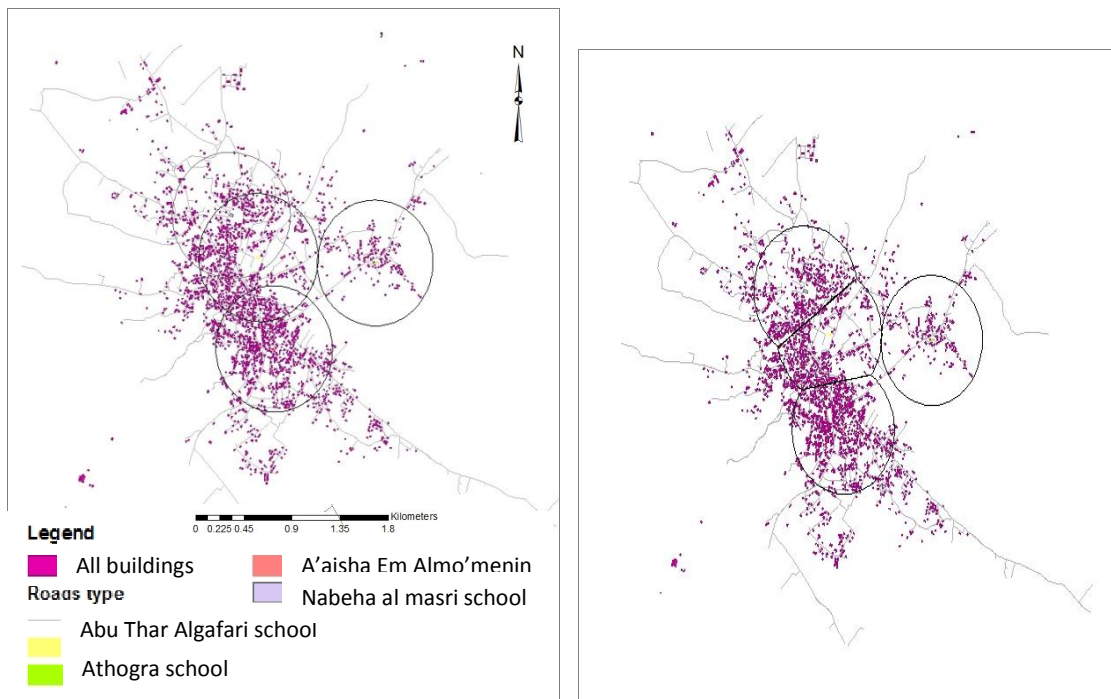 ,
N
Kilometers
0 0.225 0.45 0.9 1.35 1.8
Legend
All buildings
A'aisha Em Almo'menin
Roads type
Nabeha al masri school
Abu Thar Algafari school
Athogra school